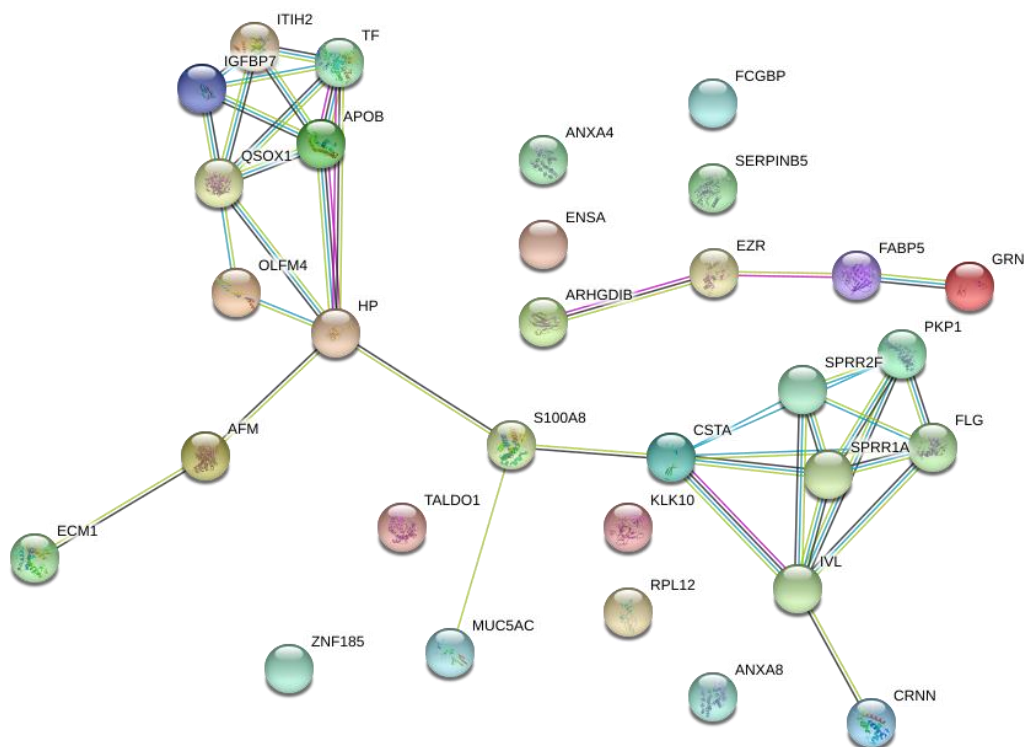 ITIH2
TF
IGFBP7
FCGBP
APOB
ANXA4
QSOX1
SERPINB5
ENSA
EZR
FABP5
GRN
OLFM4
ARHGDIB
HP
PKP1
SPRR2F
S100A8
FLG
AFM
CSTA
SPRR1A
TALDO1
KLK10
ECM1
IVL
RPL12
MUC5AC
ZNF185
ANXA8
CRNN